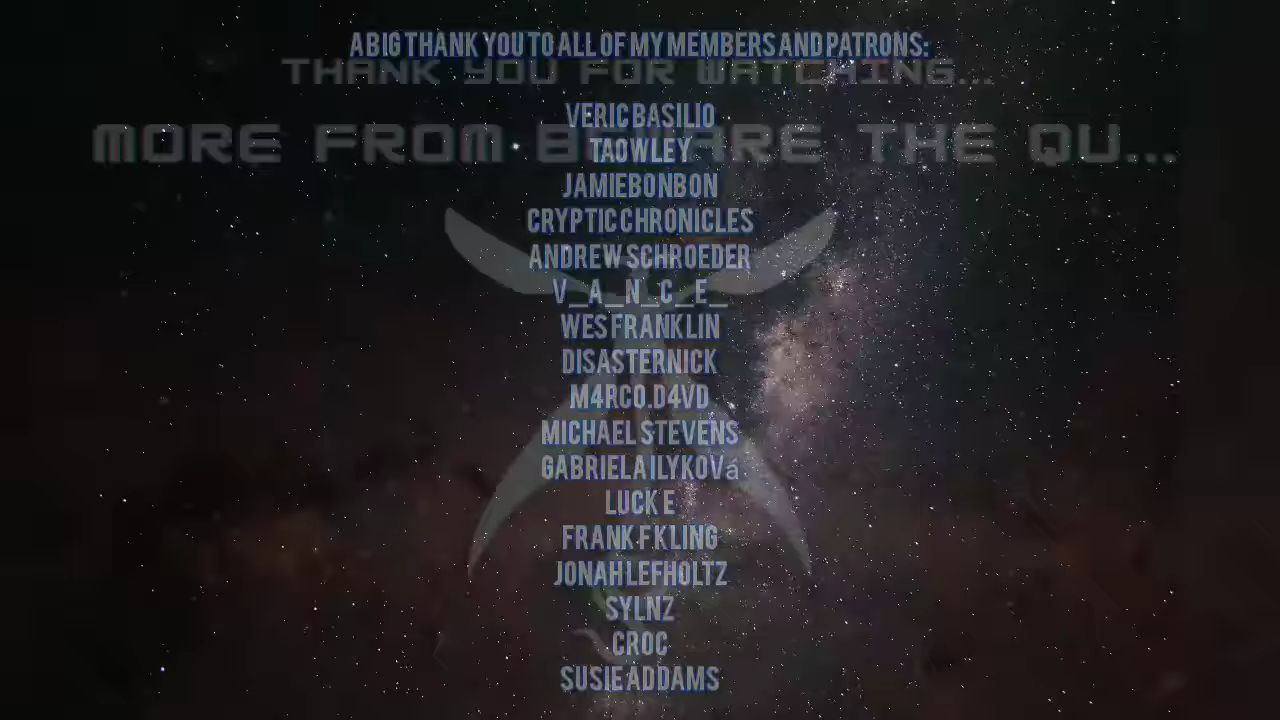 A BIG THANK YOU TO ALL OF MY MEMBERS AND PATRONS:
THANK YOU FOR WATCHING...
VERIC BASILIO
MORE FROM BEWARE THE QU...
TAOWLEY
JAMIEBONBON
CRYPTIC CHRONICLES
ANDREW SCHROEDER
V_A_N_C_E_
WES FRANKLIN
DISASTERNICK
M4RCO.D4VD
MICHAEL STEVENS
GABRIELA ILYKOVá
LUCK E
FRANK F KLING
JONAH LEFHOLTZ
SYLNZ
CROC
SUSIE ADDAMS